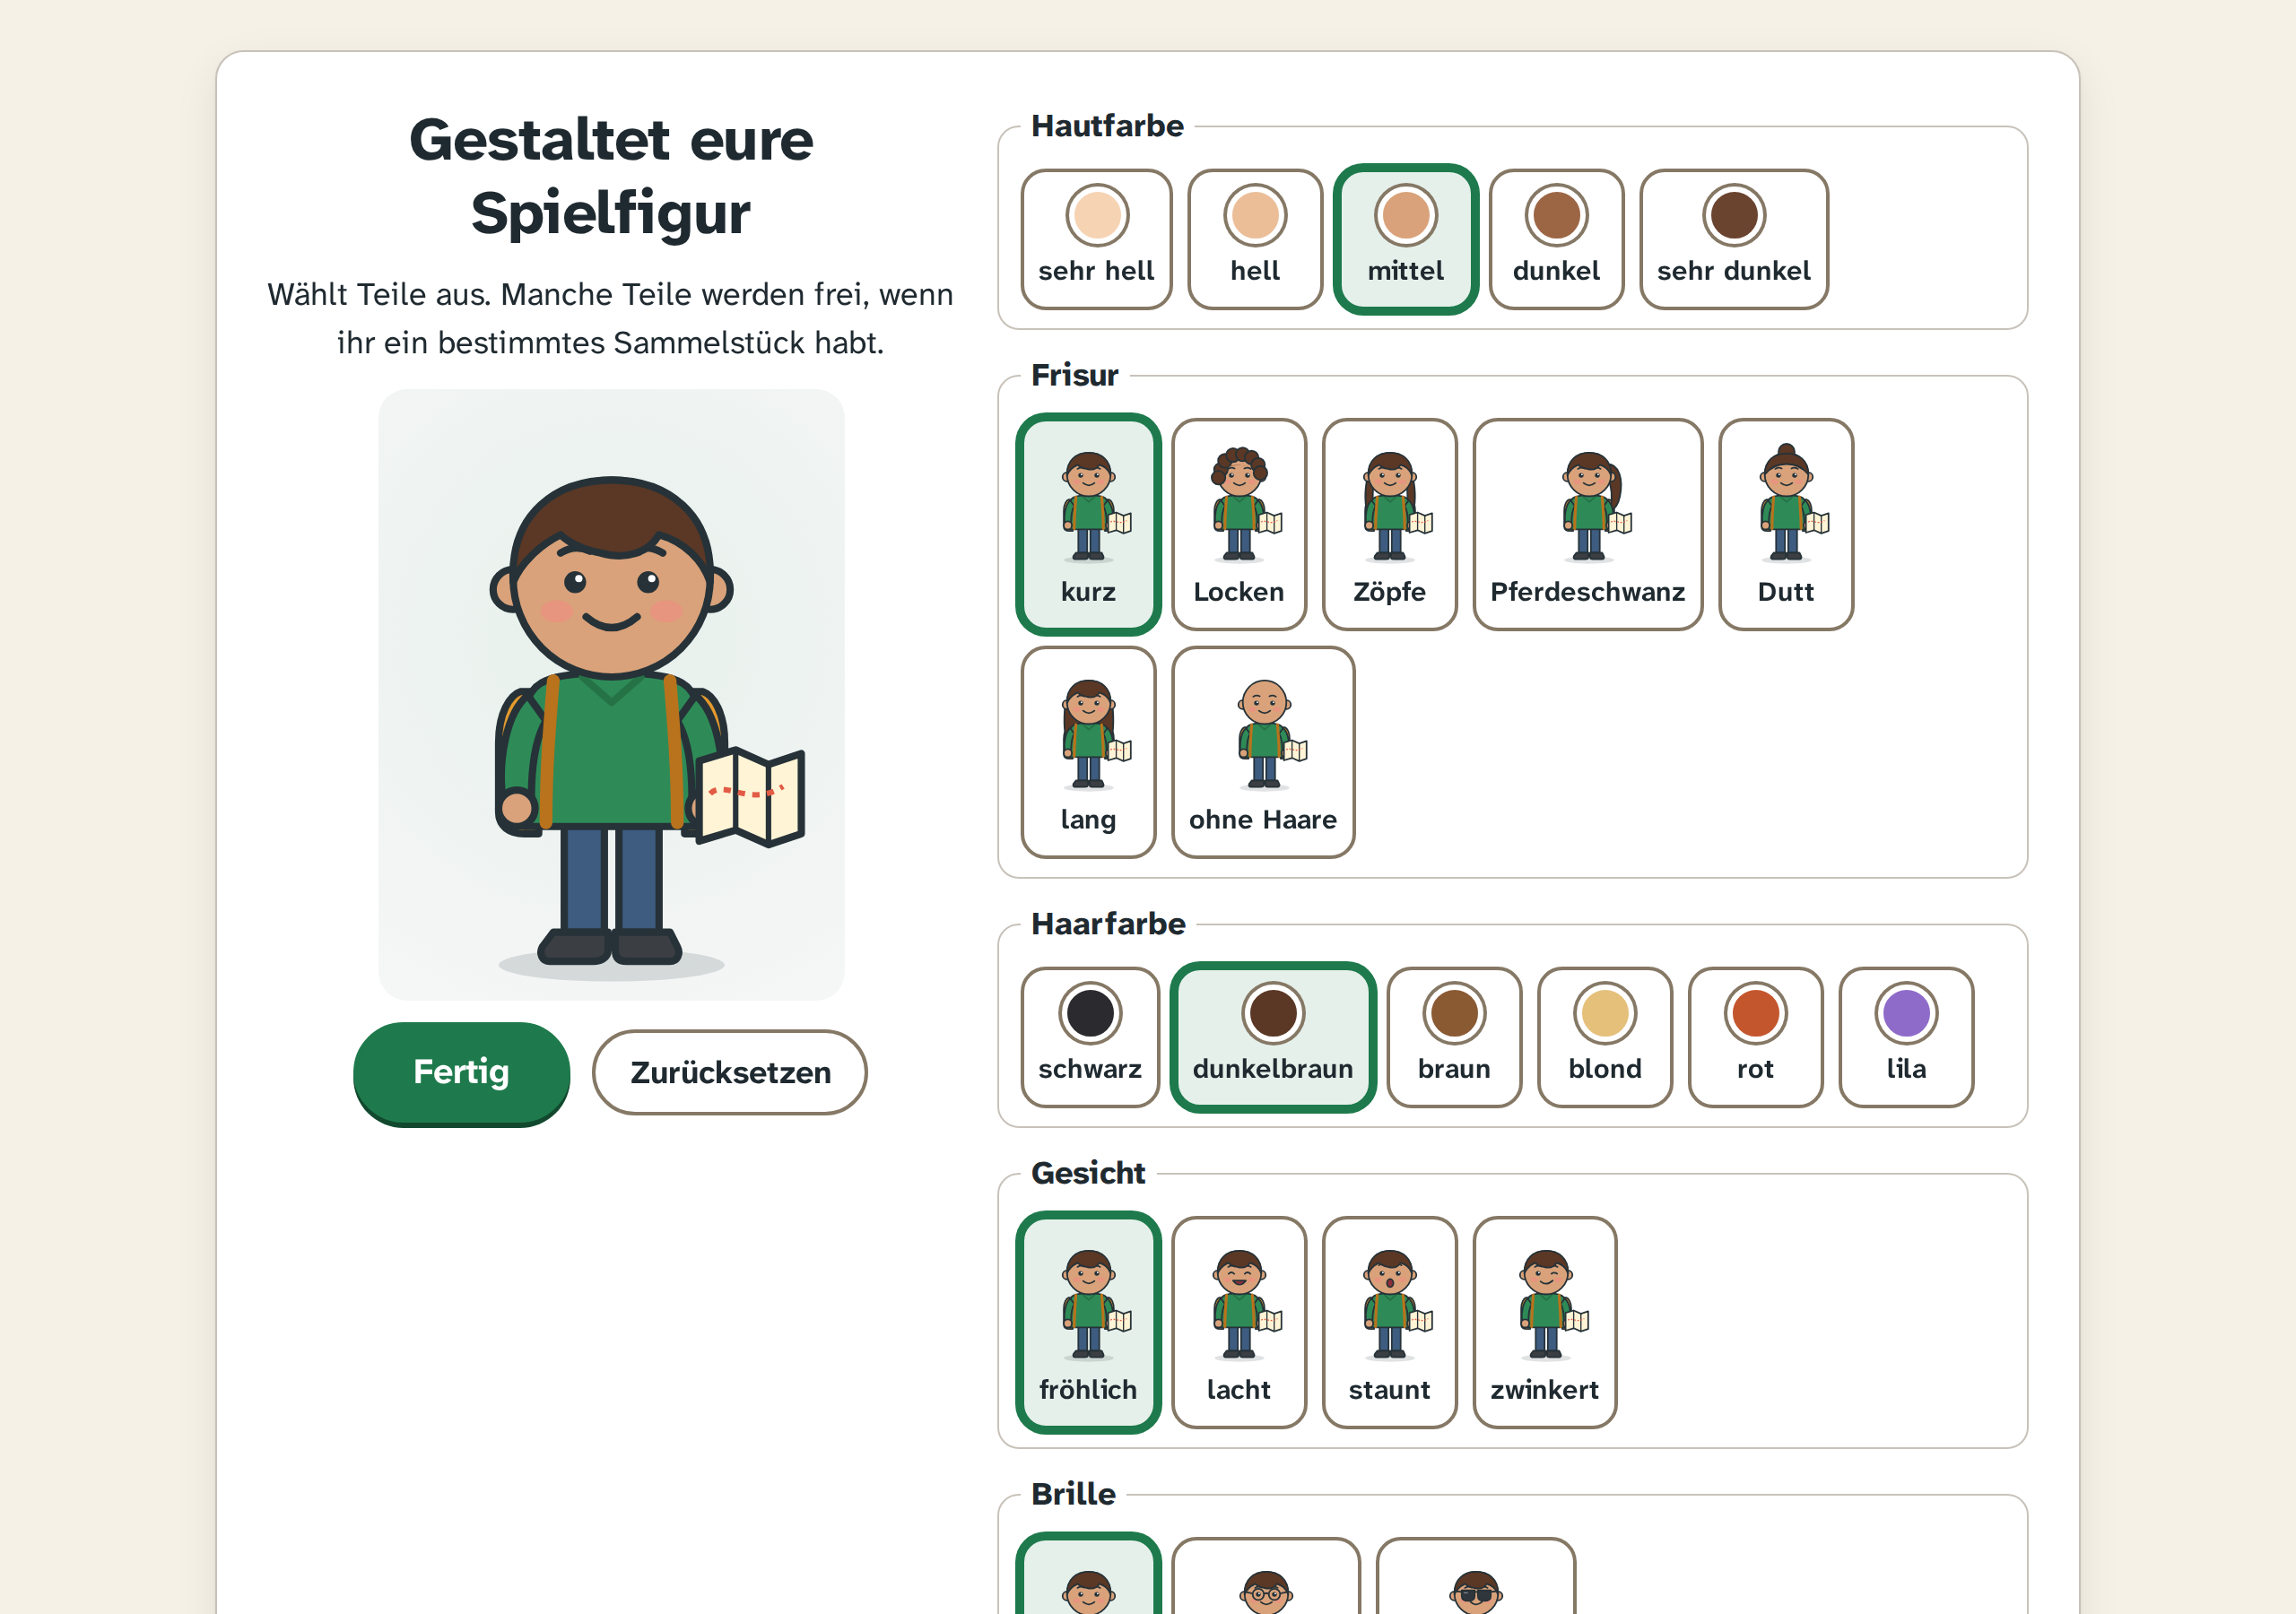 Gestaltet eure
Spielfigur
Wählt Teile aus. Manche Teile werden frei, wenn
ihr ein bestimmtes Sammelstück habt.
Fertig
Zurücksetzen
Hautfarbe
sehr hell
hell
mittel
dunkel
sehr dunkel
Frisur
kurz
Locken
Zöpfe
Pferdeschwanz
Dutt
lang
ohne Haare
Haarfarbe
schwarz
dunkelbraun
braun
blond
rot
lila
Gesicht
fröhlich
lacht
staunt
zwinkert
Brille